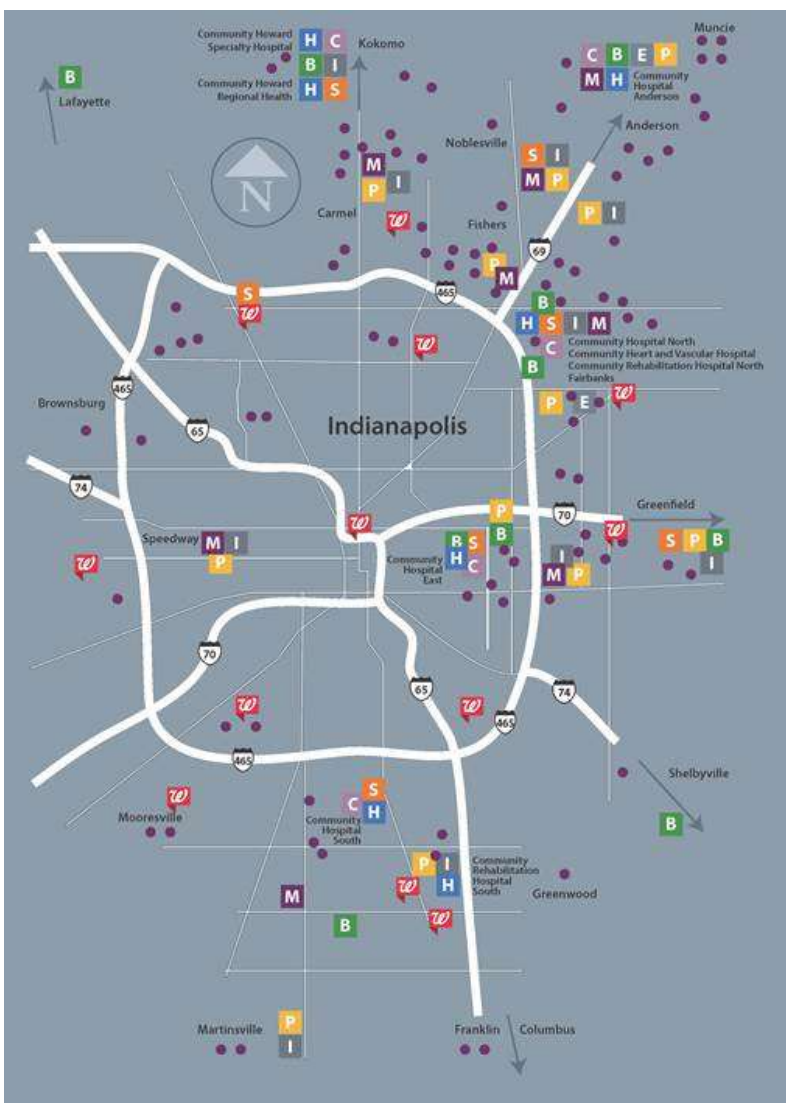 Muncie
Community Howard
Specialty Hospital
H C
Kokomo
B I
Community Howard
Regional Health
H S
C B E P
M H
Community
Hospital
Anderson
B
Lafayette
Anderson
Noblesville
S I
M P
N
M
P I
Carmel
W
P I
Fishers
P
M
69
S
W
465
B
H S I M
C
Community Hospital North
Community Heart and Vascular Hospital
Community Rehabilitation Hospital North
Fairbanks
W
B
465
Brownsburg
P E
W
65
Indianapolis
74
Greenfield
P
70
W
W
Speedway
M I
P
B S
H C
B
Community
Hospital
East
S P B
I
W
I
M P
70
65
74
W
W
465
465
Shelbyville
B
W
Mooresville
S
C H
Community
Hospital
South
P I
H
Community
Rehabilitation
Hospital
South
W
M
Greenwood
W
B
Martinsville
P
I
Franklin
Columbus